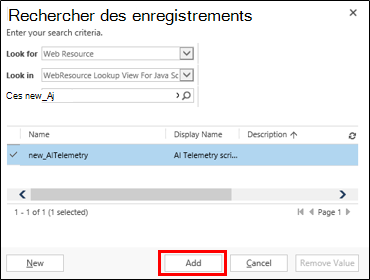 Rechercher des enregistrements
Enter your search criteria.
Look for Web Resource
Look in WebResource Lookup View For Java Sc
Ces new_Aj
Name Display Name Description
new_AITelemetry AI Telemetry scri...
1 - 1 of 1 (1 selected) Page 1
New Add Cancel Remove Value